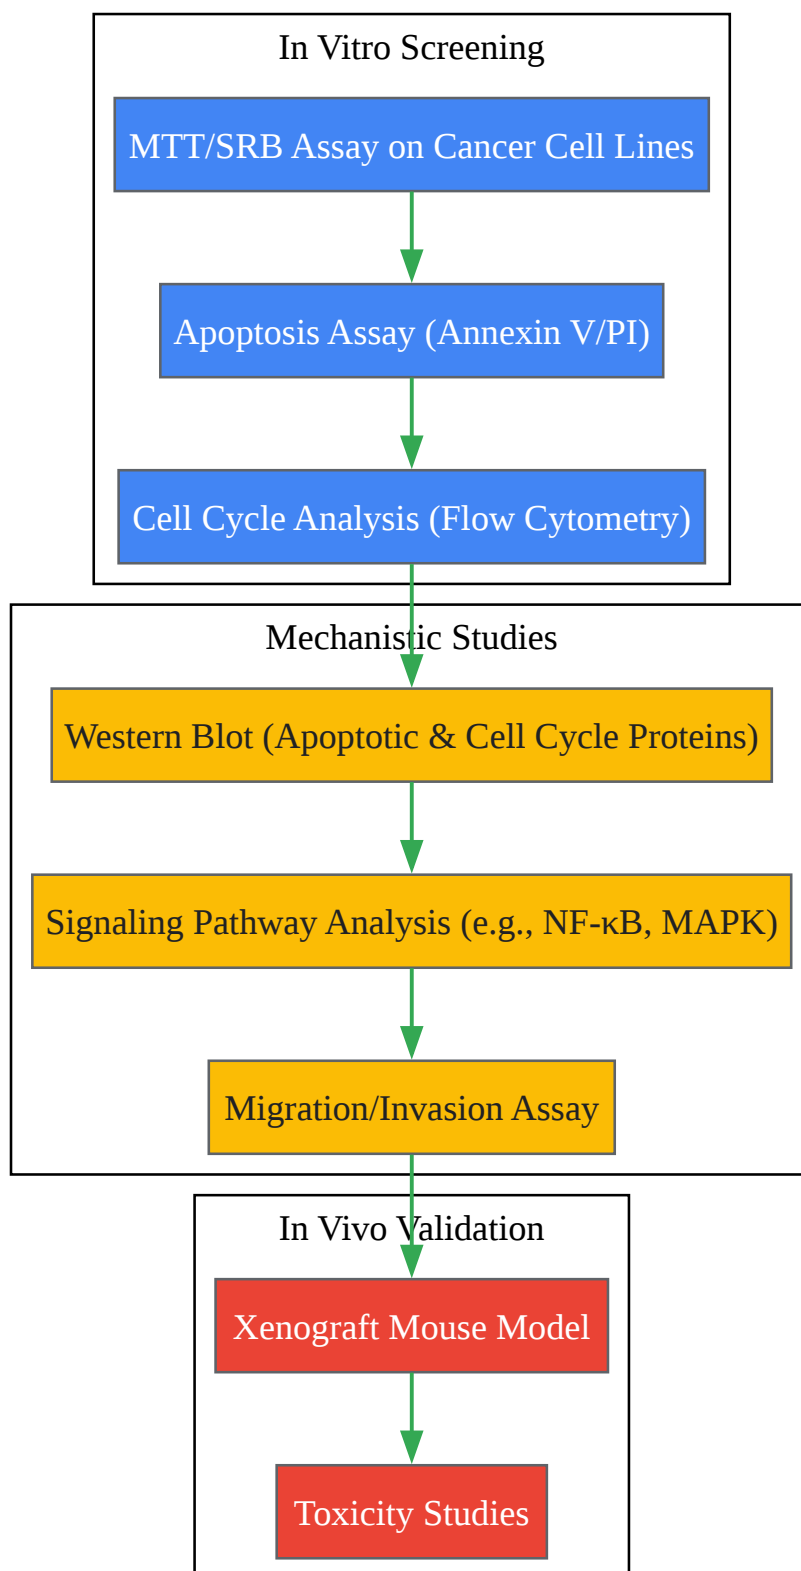 In Vitro Screening
MTT/SRB Assay on Cancer Cell Lines
Apoptosis Assay (Annexin V/PI)
Cell Cycle Analysis (Flow Cytometry)
Mechanistic Studies
Western Blot (Apoptotic & Cell Cycle Proteins)
Signaling Pathway Analysis (e.g., NF-κB, MAPK)
Migration/Invasion Assay
In Vivo Validation
Xenograft Mouse Model
Toxicity Studies